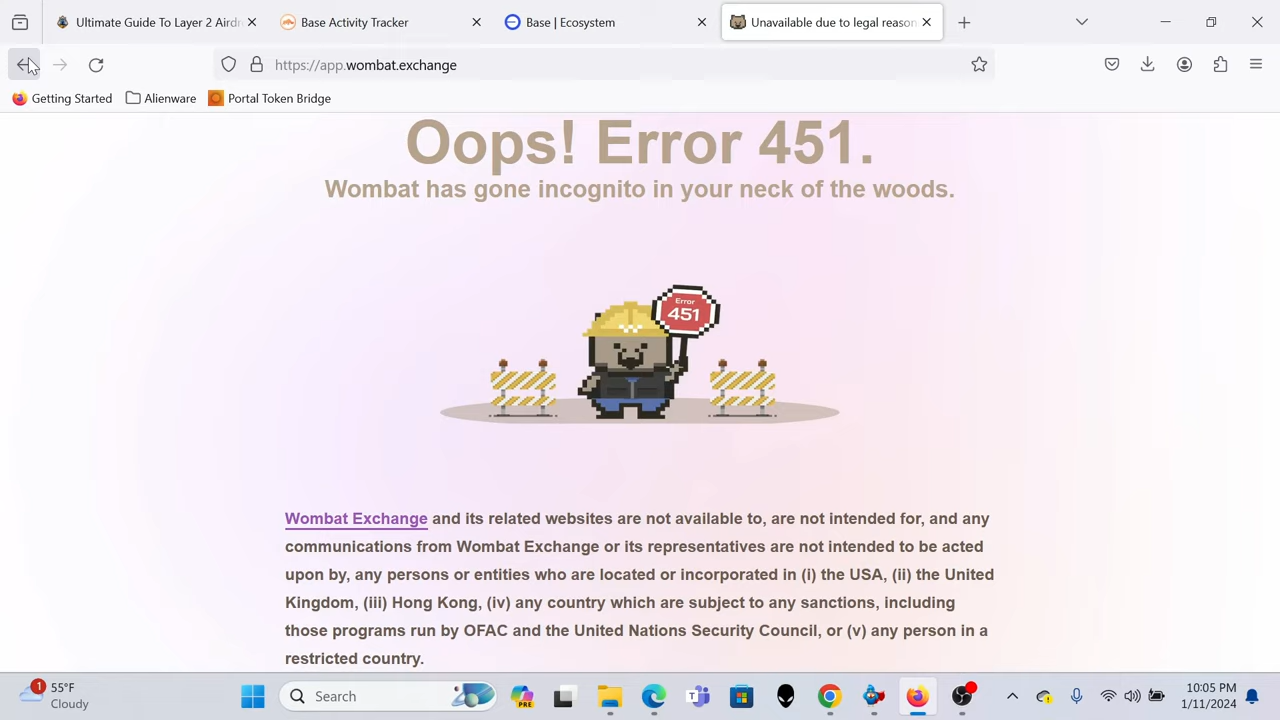 Ultimate Guide To Layer 2 Airdr
Base Activity Tracker
Base | Ecosystem
Unavailable due to legal reason
https://app.wombat.exchange
Getting Started
Alienware
Portal Token Bridge
Oops! Error 451.
Wombat has gone incognito in your neck of the woods.
Error
451
Wombat Exchange and its related websites are not available to, are not intended for, and any
communications from Wombat Exchange or its representatives are not intended to be acted
upon by, any persons or entities who are located or incorporated in (i) the USA, (ii) the United
Kingdom, (iii) Hong Kong, (iv) any country which are subject to any sanctions, including
those programs run by OFAC and the United Nations Security Council, or (v) any person in a
restricted country.
1
55°F
Cloudy
Search
PRE
10:05 PM
1/11/2024